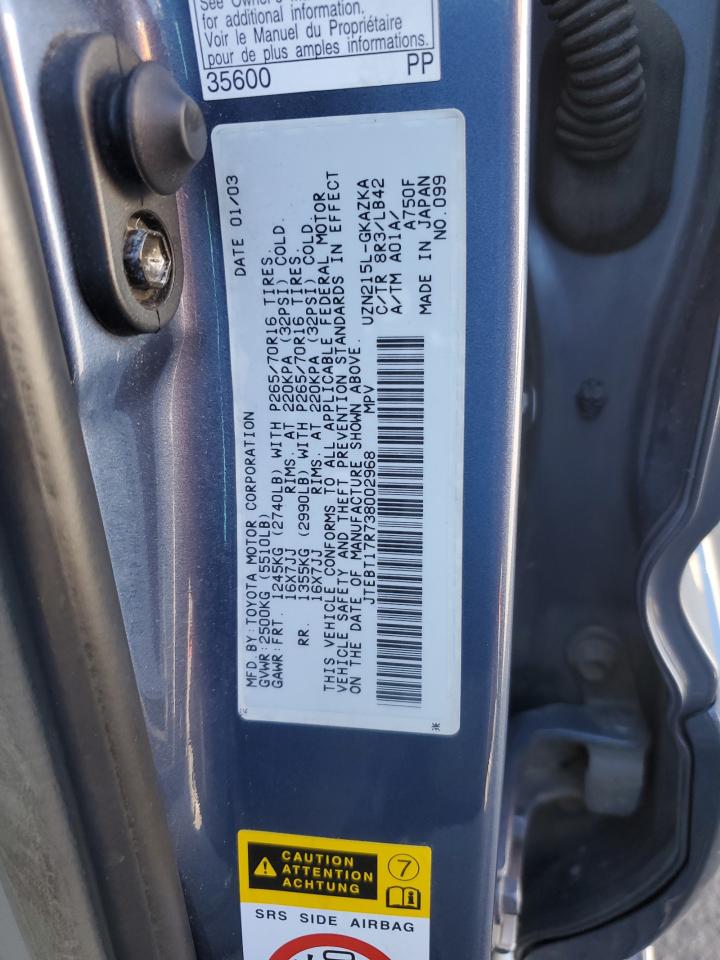 See Owner's
for additional information.
Voir le Manuel du Propriétaire
pour de plus amples informations.
35600 PP
MFD. BY: TOYOTA MOTOR CORPORATION DATE 01/03
GVWR: 2500KG (5510LB)
GAWR: FRT. 1245KG (2740LB) WITH P265/70R16 TIRES,
16X7JJ RIMS. AT 220KPA (32PSI) COLD.
RR. 1355KG (2990LB) WITH P265/70R16 TIRES.
16X7JJ RIMS. AT 220KPA (32PSI) COLD.
THIS VEHICLE CONFORMS TO ALL APPLICABLE FEDERAL MOTOR
VEHICLE SAFETY AND THEFT PREVENTION STANDARDS IN EFFECT
ON THE DATE OF MANUFACTURE SHOWN ABOVE.
JTEBT17R738002968 MPV
UZN215L-GKAZKA
C/TR 8R3/LB42
A/TM A01A/
A750F
MADE IN JAPAN
NO.099
CAUTION
ATTENTION
ACHTUNG
7
SRS SIDE AIRBAG